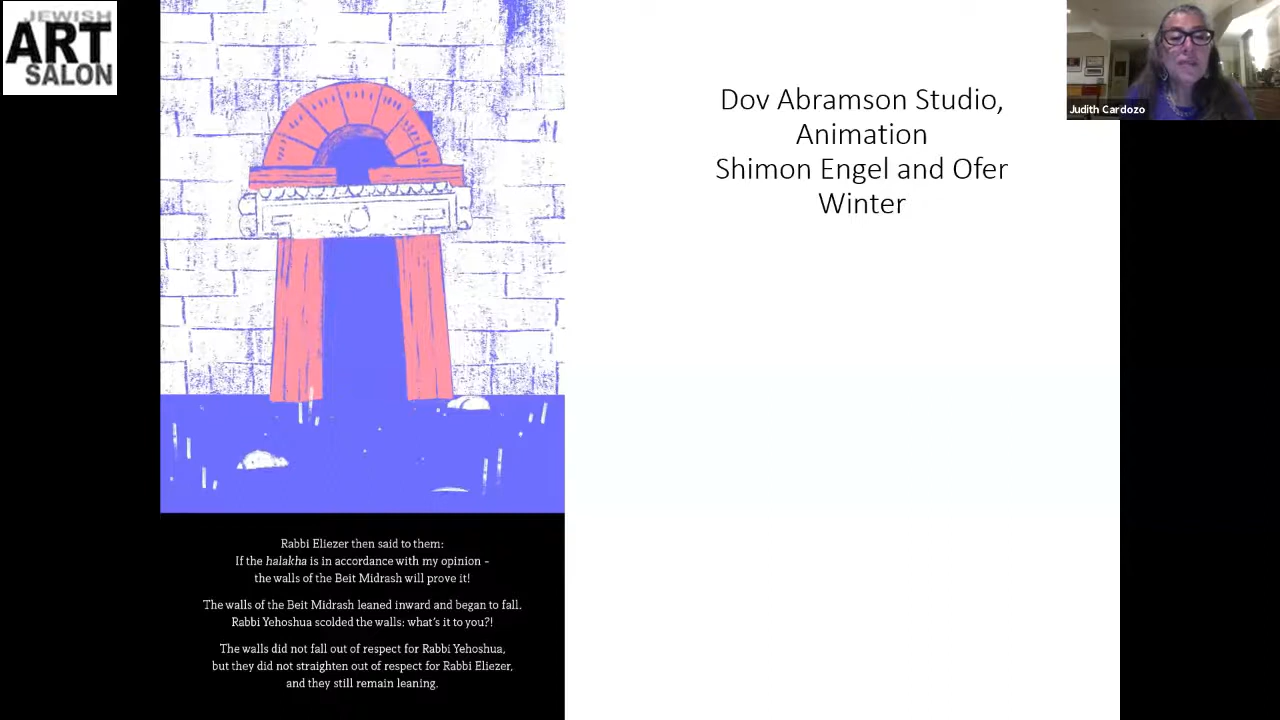 JEWISH
ART
SALON
Dov Abramson Studio,
Animation
Shimon Engel and Ofer
Winter
Judith Cardozo
Rabbi Eliezer then said to them:
If the halakha is in accordance with my opinion –
the walls of the Beit Midrash will prove it!
The walls of the Beit Midrash leaned inward and began to fall.
Rabbi Yehoshua scolded the walls: what's it to you?!
The walls did not fall out of respect for Rabbi Yehoshua,
but they did not straighten out of respect for Rabbi Eliezer,
and they still remain leaning.